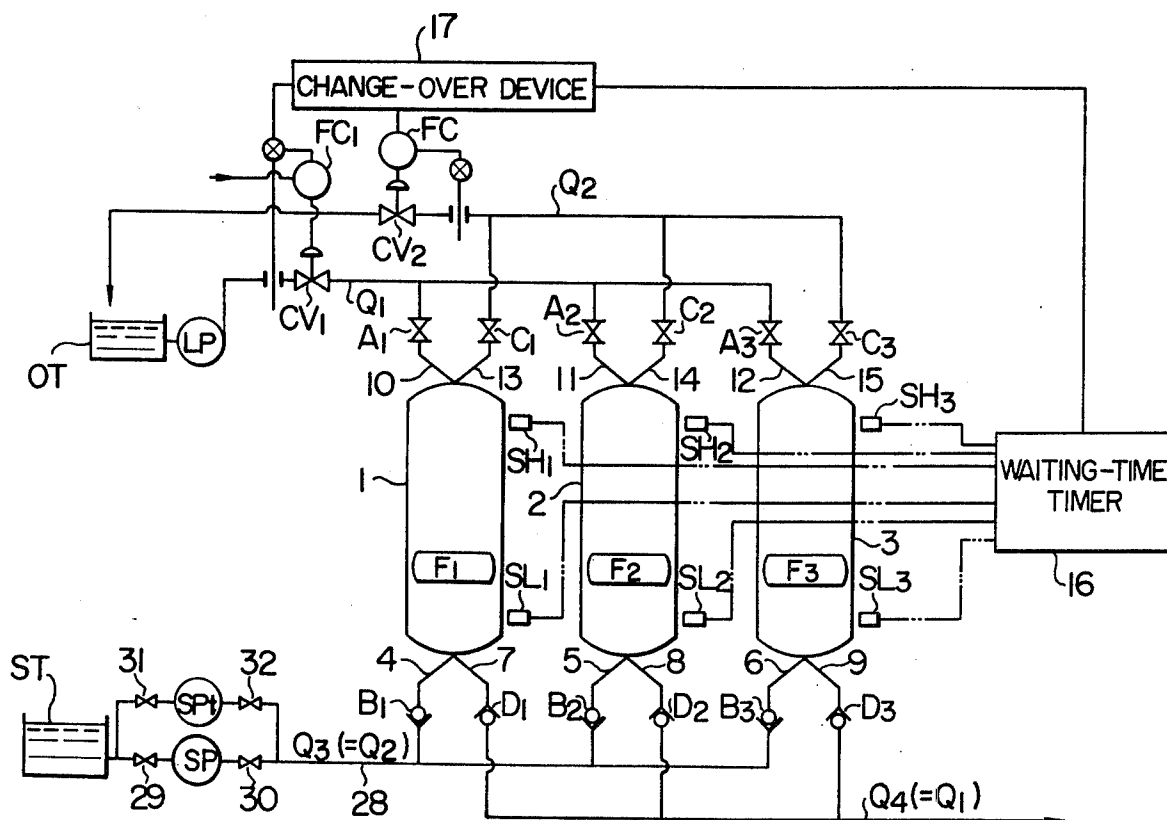 17
CHANGE-OVER DEVICE
FC1
FC
Q2
CV2
Q1
CV1
LP
OT
A1
C1
A2
C2
A3
C3
10
13
11
14
12
15
SH1
SH2
SH3
1
2
3
WAITING-TIME
TIMER
16
F1
F2
F3
SL1
SL2
SL3
4
7
5
8
6
9
B1
D1
B2
D2
B3
D3
ST
31
32
SP1
SP
29
30
Q3 (=Q2)
28
Q4 (=Q1)